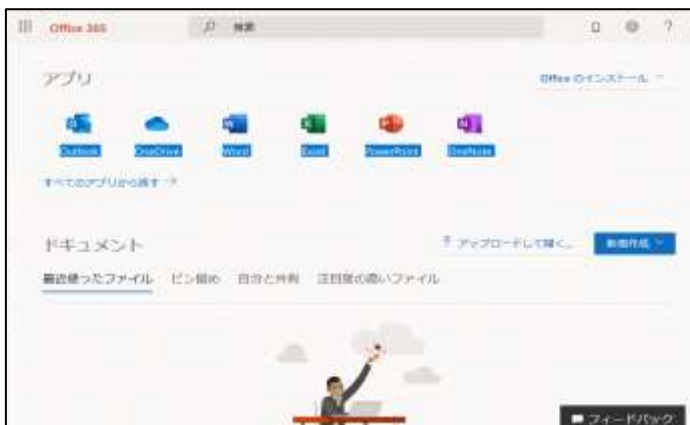 Office 365
検索
?
アプリ
Office のインストール
Outlook OneDrive Word Excel PowerPoint OneNote
すべてのアプリから探す →
ドキュメント
アップロードして開く...
新規作成
最近使ったファイル ピン留め 自分と共有 注目度の高いファイル
フィードバック